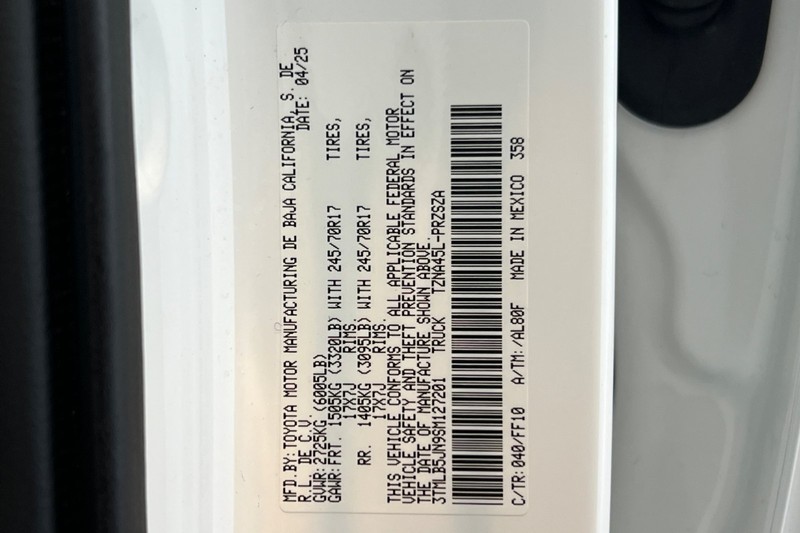 MFD.BY:TOYOTA MOTOR MANUFACTURING DE BAJA CALIFORNIA, S. DE
R.L. DE C.V. DATE: 04/25
GVWR:2725KG (6005LB)
GAWR:FRT. 1505KG (3320LB) WITH 245/70R17 TIRES,
17X7J RIMS.
RR. 1405KG (3095LB) WITH 245/70R17 TIRES,
17X7J RIMS.
THIS VEHICLE CONFORMS TO ALL APPLICABLE FEDERAL MOTOR
VEHICLE SAFETY AND THEFT PREVENTION STANDARDS IN EFFECT ON
THE DATE OF MANUFACTURE SHOWN ABOVE.
3TMLB5JN9SM127201 TRUCK TZNA45L-PRZSZA
C/TR:040/FF10 A/TM:/AL80F MADE IN MEXICO 358